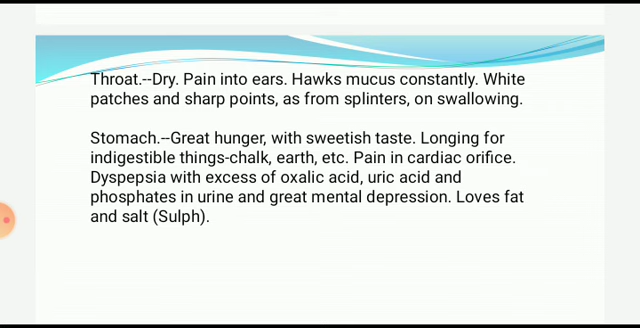 Throat.--Dry. Pain into ears. Hawks mucus constantly. White
patches and sharp points, as from splinters, on swallowing.
Stomach.--Great hunger, with sweetish taste. Longing for
indigestible things-chalk, earth, etc. Pain in cardiac orifice.
Dyspepsia with excess of oxalic acid, uric acid and
phosphates in urine and great mental depression. Loves fat
and salt (Sulph).